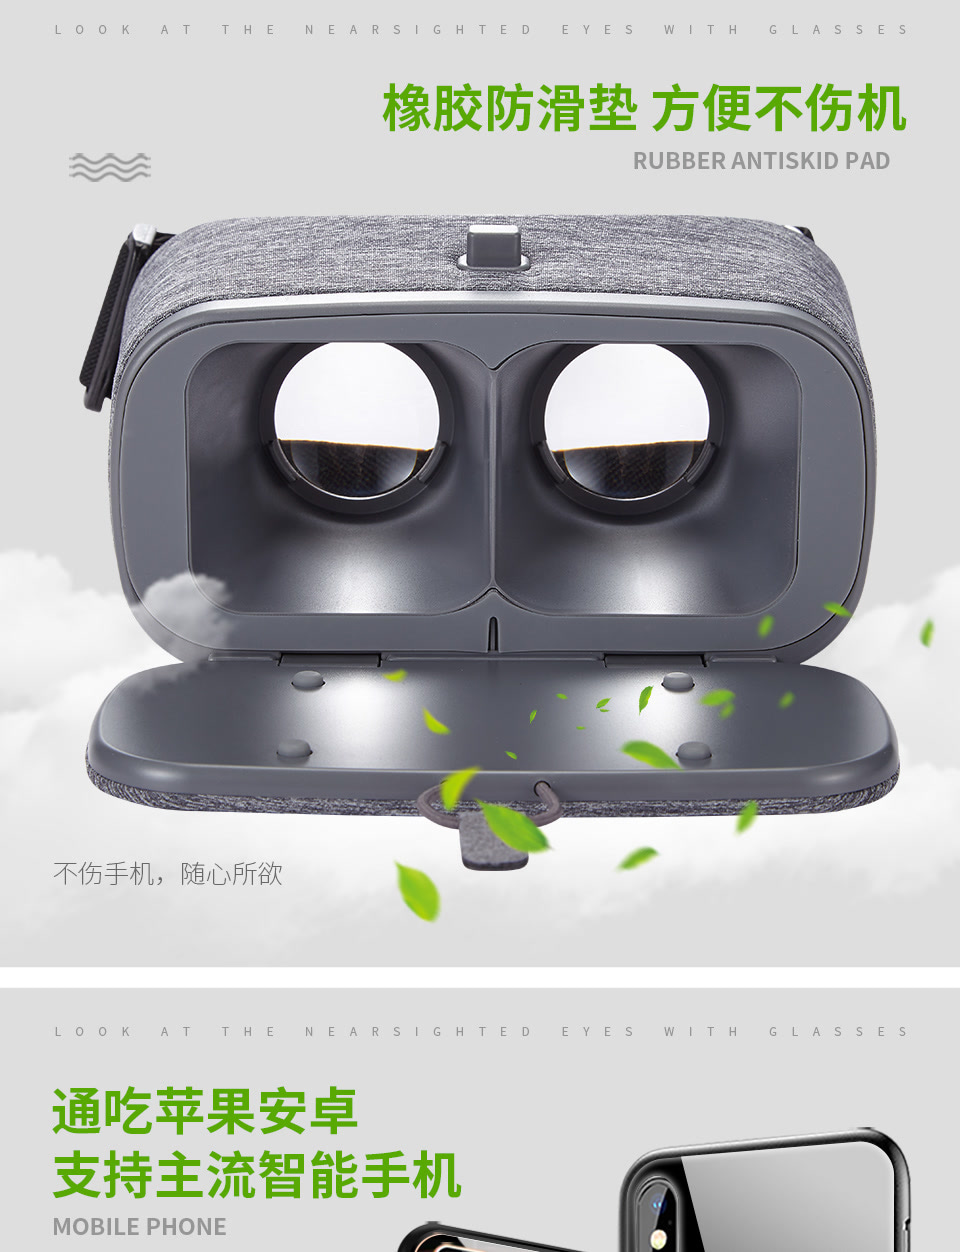 LOOK AT THE NEARSIGHTED EYES WITH GLASSES
橡胶防滑垫 方便不伤机
RUBBER ANTISKID PAD
不伤手机，随心所欲
LOOK AT THE NEARSIGHTED EYES WITH GLASSES
通吃苹果安卓
支持主流智能手机
MOBILE PHONE